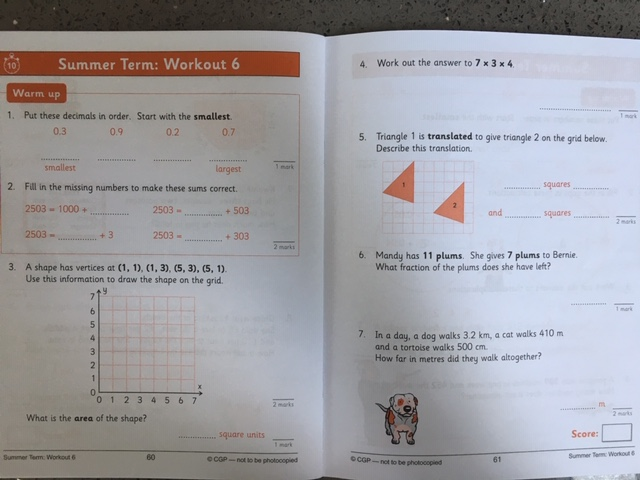 10
Summer Term: Workout 6
Warm up
1. Put these decimals in order. Start with the smallest.
0.3 0.9 0.2 0.7
smallest largest
1 mark
2. Fill in the missing numbers to make these sums correct.
2503 = 1000 + ............ 2503 = ............ + 503
2503 = ............ + 3 2503 = ............ + 303
2 marks
3. A shape has vertices at (1, 1), (1, 3), (5, 3), (5, 1).
Use this information to draw the shape on the grid.
y
7
6
5
4
3
2
1
0
x
0 1 2 3 4 5 6 7
2 marks
What is the area of the shape?
............ square units
1 mark
Summer Term: Workout 6 60 © CGP — not to be photocopied
4. Work out the answer to 7 × 3 × 4.
1 mark
5. Triangle 1 is translated to give triangle 2 on the grid below.
Describe this translation.
1
2
............ squares ............
and ............ squares ............
2 marks
6. Mandy has 11 plums. She gives 7 plums to Bernie.
What fraction of the plums does she have left?
1 mark
7. In a day, a dog walks 3.2 km, a cat walks 410 m
and a tortoise walks 500 cm.
How far in metres did they walk altogether?
............ m
2 marks
Score:
© CGP — not to be photocopied 61 Summer Term: Workout 6